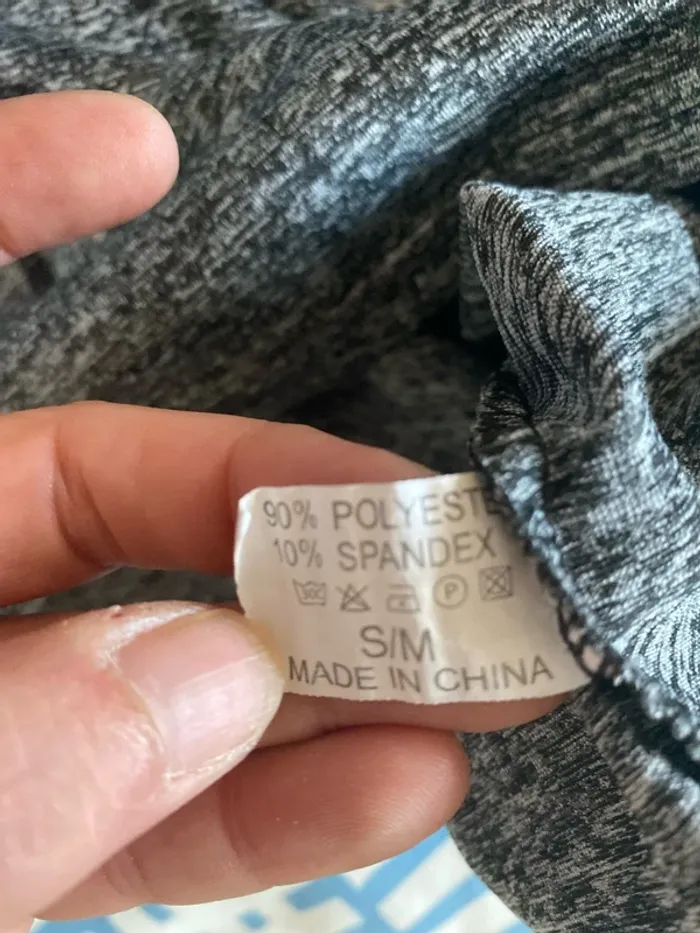 90% POLYESTE
10% SPANDEX
P
S/M
MADE IN CHINA